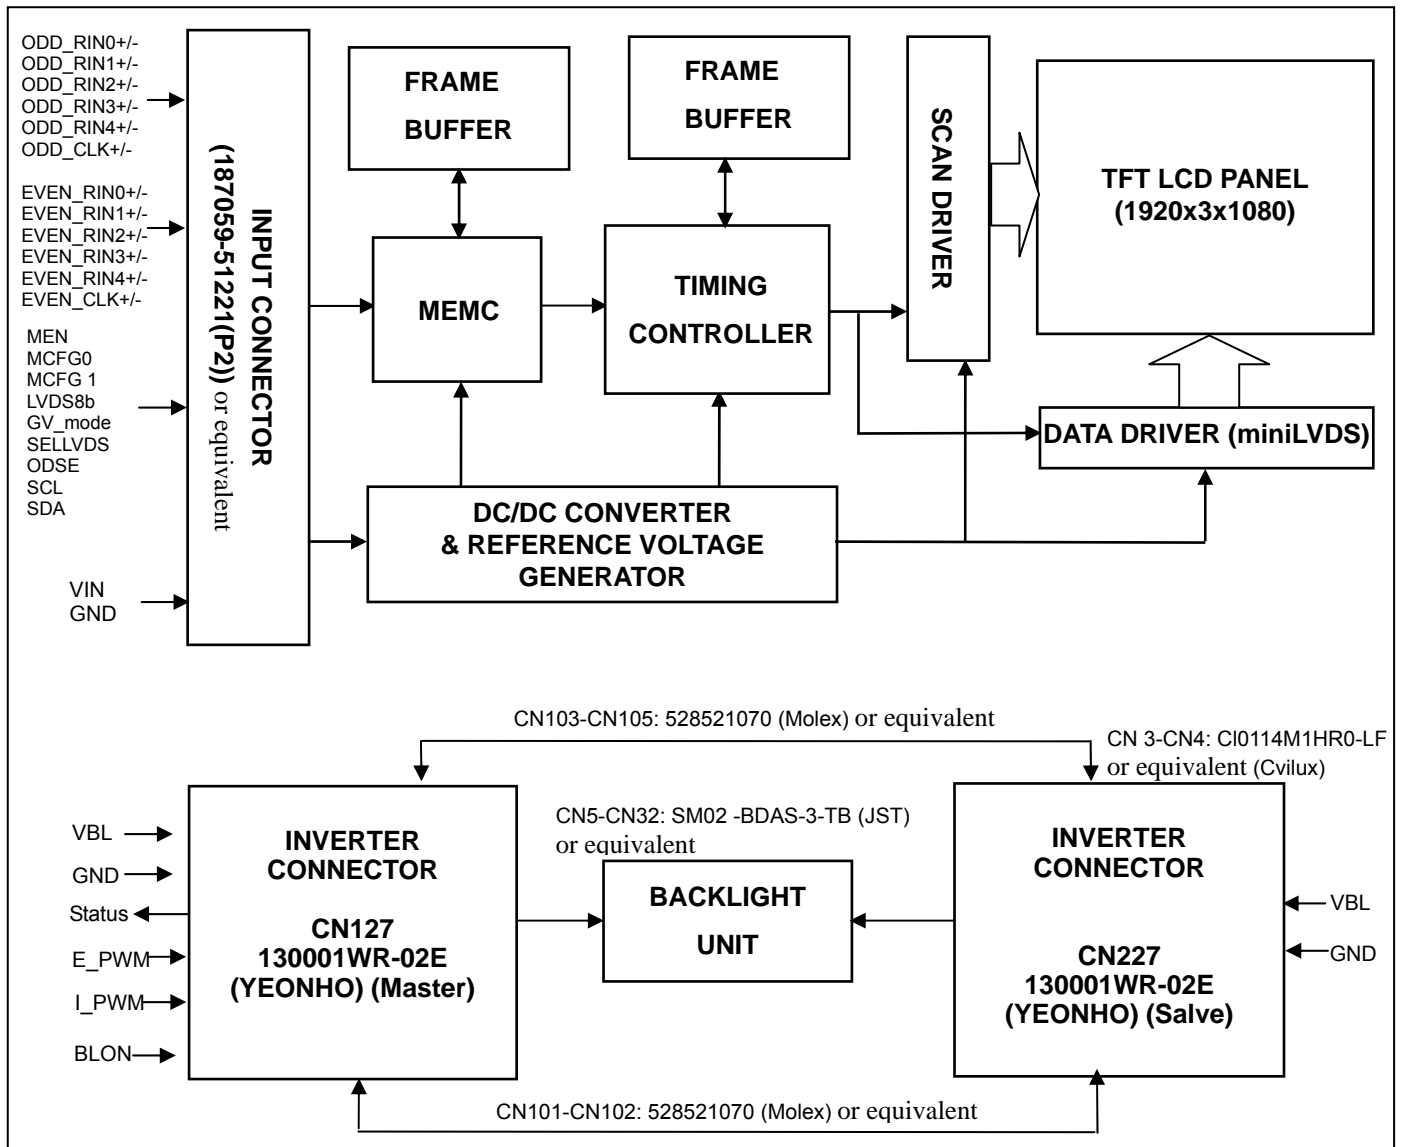 ODD_RIN0+/-
ODD_RIN1+/-
ODD_RIN2+/-
ODD_RIN3+/-
ODD_RIN4+/-
ODD_CLK+/-
EVEN_RIN0+/-
EVEN_RIN1+/-
EVEN_RIN2+/-
EVEN_RIN3+/-
EVEN_RIN4+/-
EVEN_CLK+/-
MEN
MCFG0
MCFG 1
LVDS8b
GV_mode
SELLVDS
ODSE
SCL
SDA
VIN
GND
INPUT CONNECTOR
(187059-51221(P2)) or equivalent
FRAME
BUFFER
FRAME
BUFFER
MEMC
TIMING
CONTROLLER
SCAN DRIVER
TFT LCD PANEL
(1920x3x1080)
DATA DRIVER (miniLVDS)
DC/DC CONVERTER
& REFERENCE VOLTAGE
GENERATOR
CN103-CN105: 528521070 (Molex) or equivalent
CN 3-CN4: CI0114M1HR0-LF
or equivalent (Cvilux)
VBL
GND
Status
E_PWM
I_PWM
BLON
INVERTER
CONNECTOR
CN127
130001WR-02E
(YEONHO) (Master)
CN5-CN32: SM02 -BDAS-3-TB (JST)
or equivalent
BACKLIGHT
UNIT
INVERTER
CONNECTOR
CN227
130001WR-02E
(YEONHO) (Salve)
VBL
GND
CN101-CN102: 528521070 (Molex) or equivalent